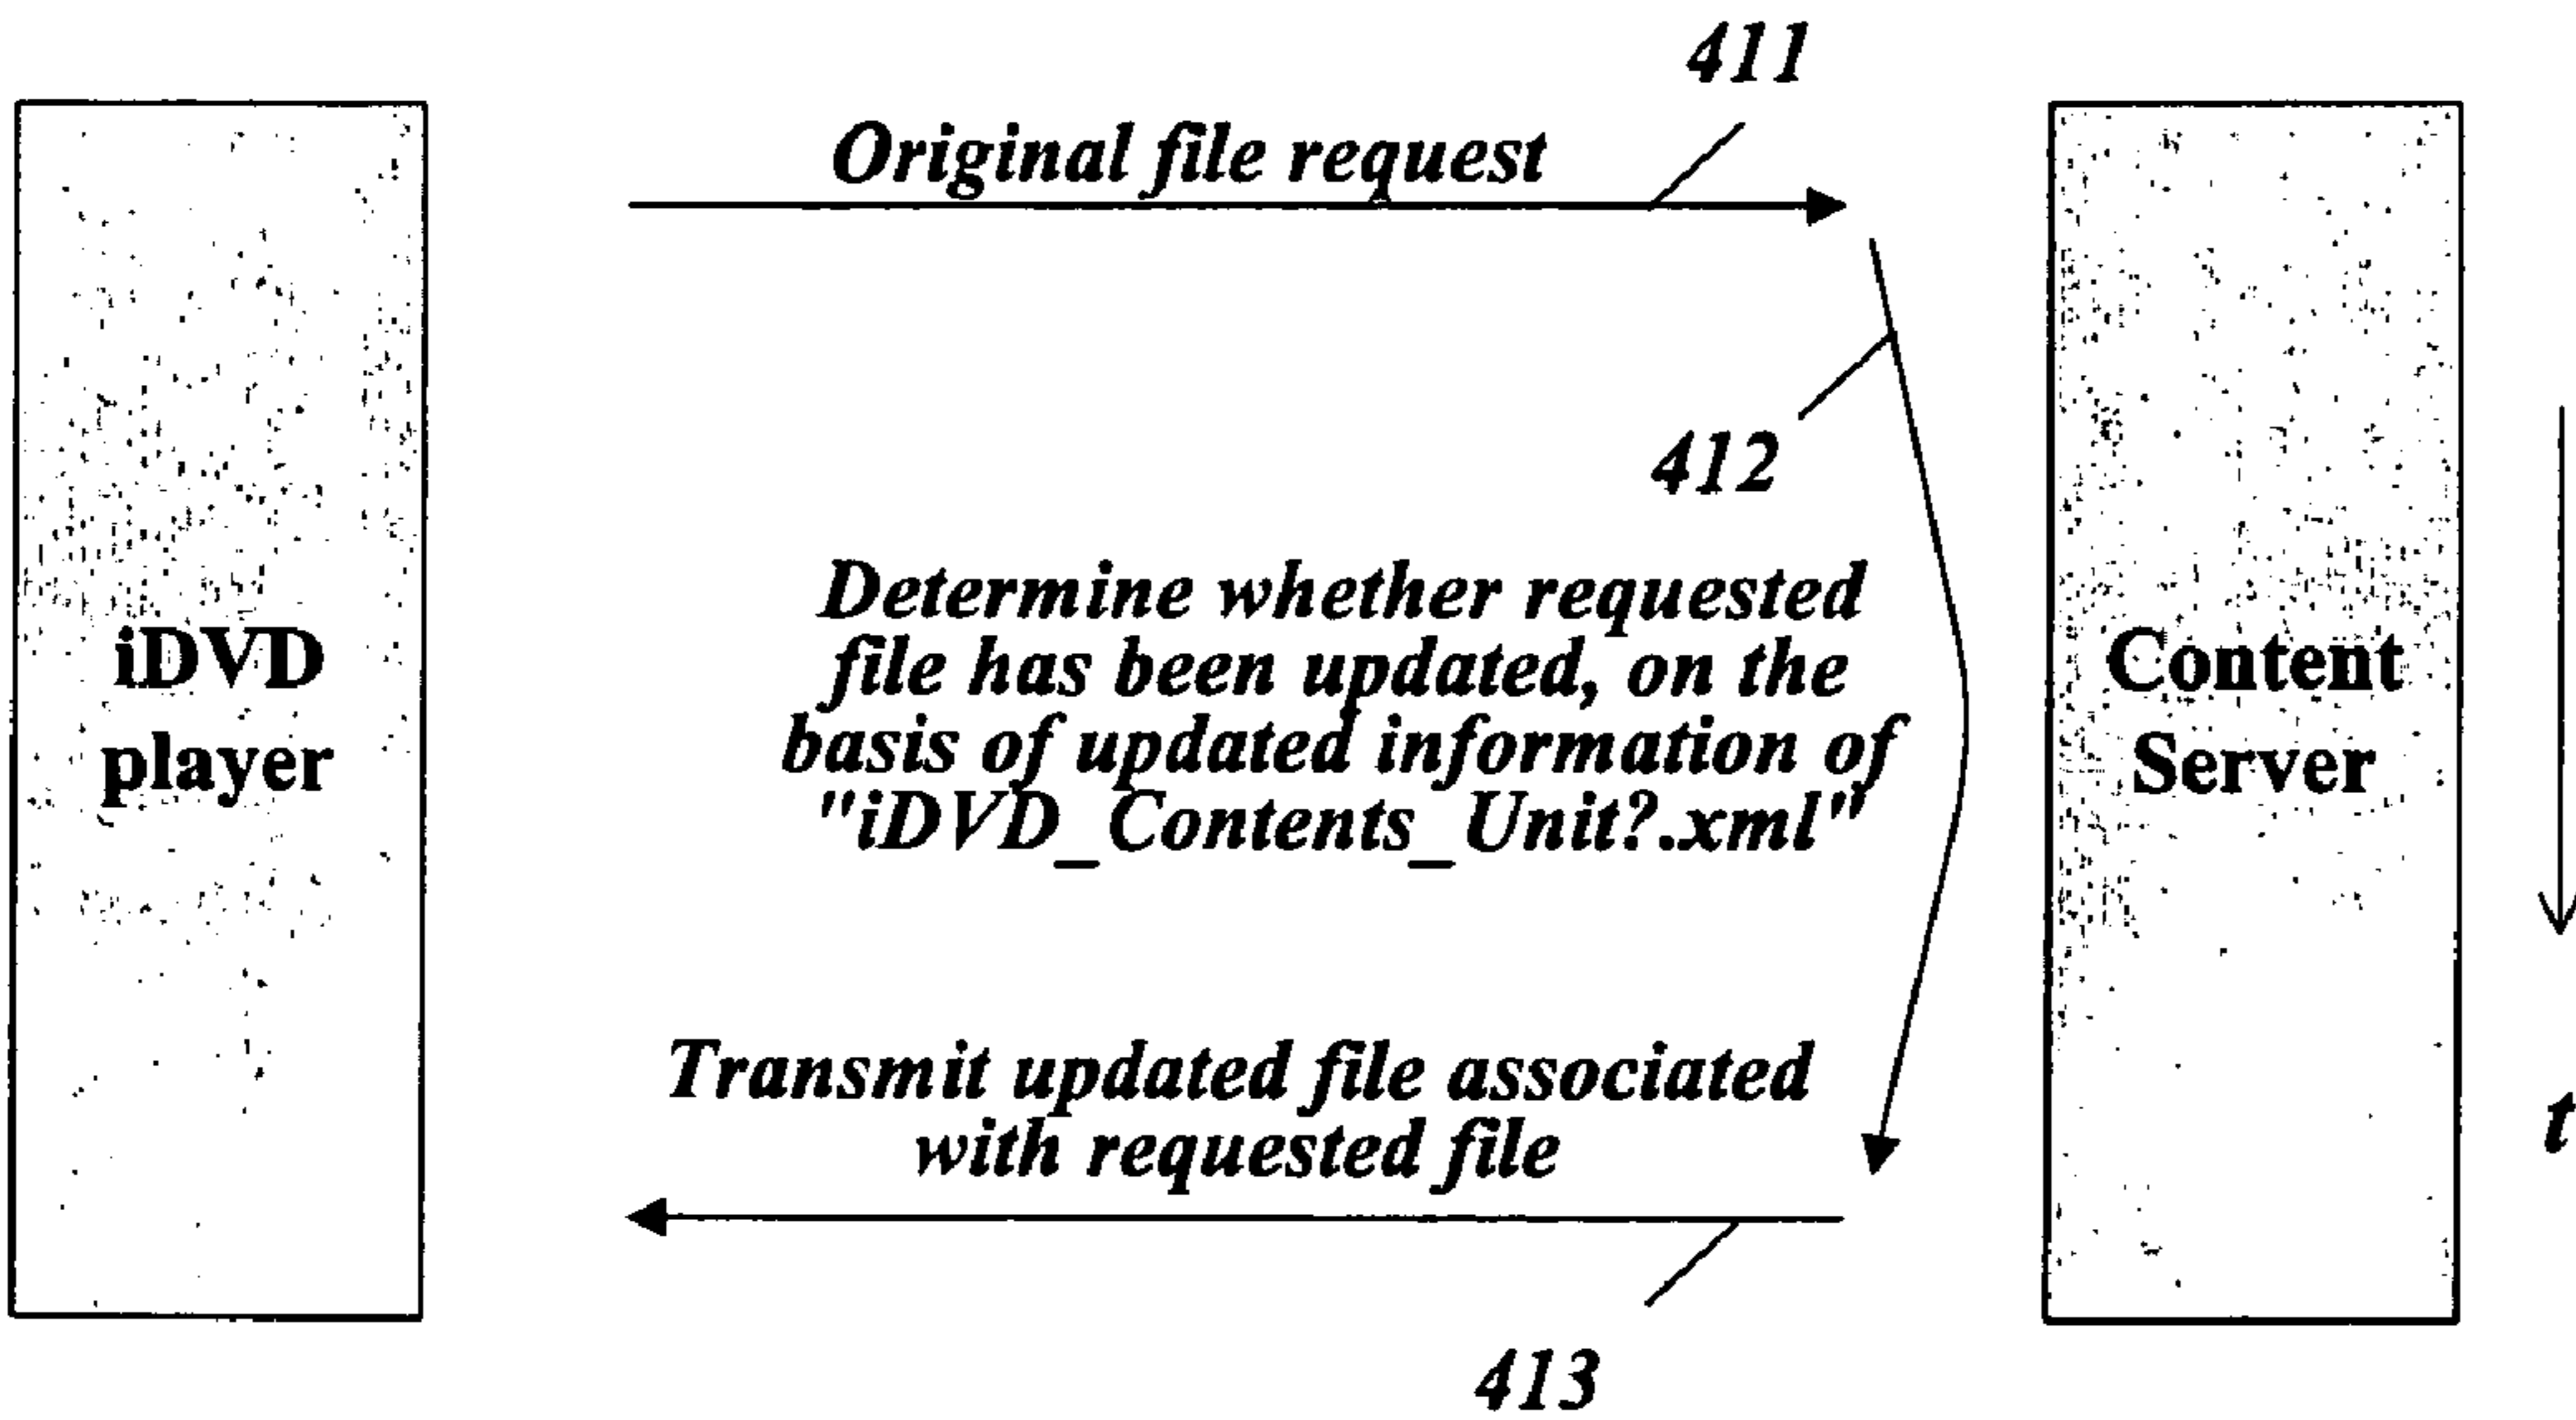 411
Original file request
412
iDVD
player
Determine whether requested
file has been updated, on the
basis of updated information of
"iDVD_Contents_Unit?.xml"
Content
Server
Transmit updated file associated
with requested file
t
413